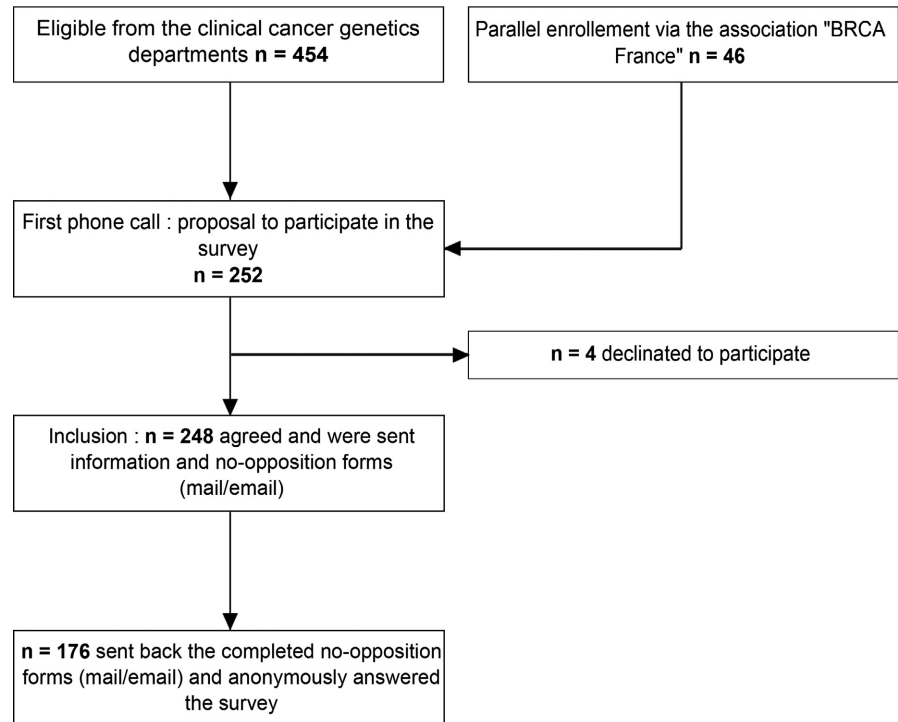 Eligible from the clinical cancer genetics
departments n = 454
Parallel enrollement via the association "BRCA
France" n = 46
First phone call : proposal to participate in the
survey
n = 252
n = 4 declinated to participate
Inclusion : n = 248 agreed and were sent
information and no-opposition forms
(mail/email)
n = 176 sent back the completed no-opposition
forms (mail/email) and anonymously answered
the survey